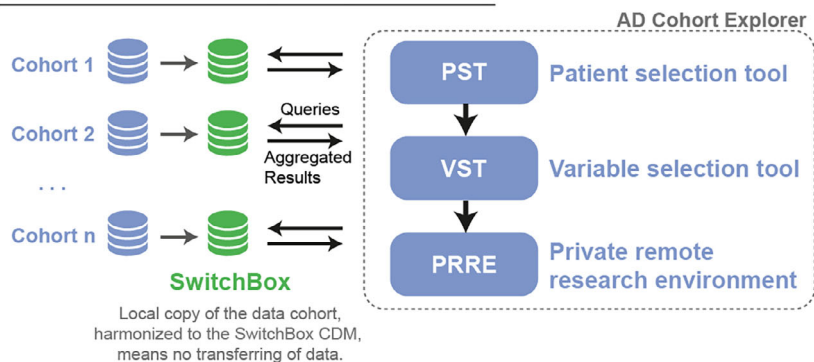 AD Cohort Explorer
Cohort 1
PST
Patient selection tool
Queries
Cohort 2
Aggregated
Results
VST
Variable selection tool
. . .
Cohort n
PRRE
Private remote
research environment
SwitchBox
Local copy of the data cohort,
harmonized to the SwitchBox CDM,
means no transferring of data.